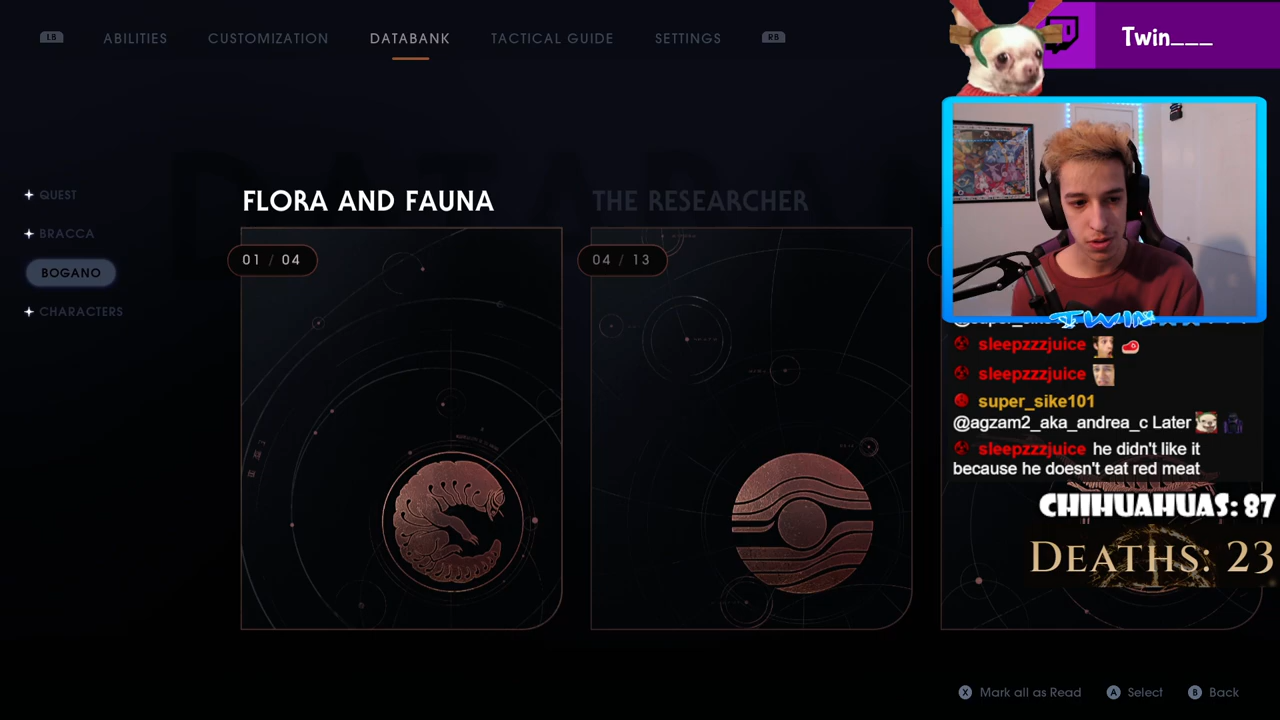 LB
ABILITIES
CUSTOMIZATION
DATABANK
TACTICAL GUIDE
SETTINGS
RB
Twin___
QUEST
BRACCA
BOGANO
CHARACTERS
FLORA AND FAUNA
01 / 04
THE RESEARCHER
04 / 13
TWIN
sleepzzzjuice
sleepzzzjuice
super_sike101
@agzam2_aka_andrea_c Later
sleepzzzjuice he didn't like it
because he doesn't eat red meat
CHIHUAHUAS: 87
DEATHS: 23
X Mark all as Read
A Select
B Back